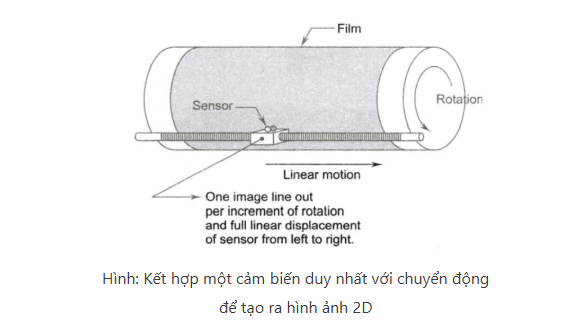 Film
Sensor
Rotation
Linear motion
One image line out
per increment of rotation
and full linear displacement
of sensor from left to right.
Hình: Kết hợp một cảm biến duy nhất với chuyển động
để tạo ra hình ảnh 2D